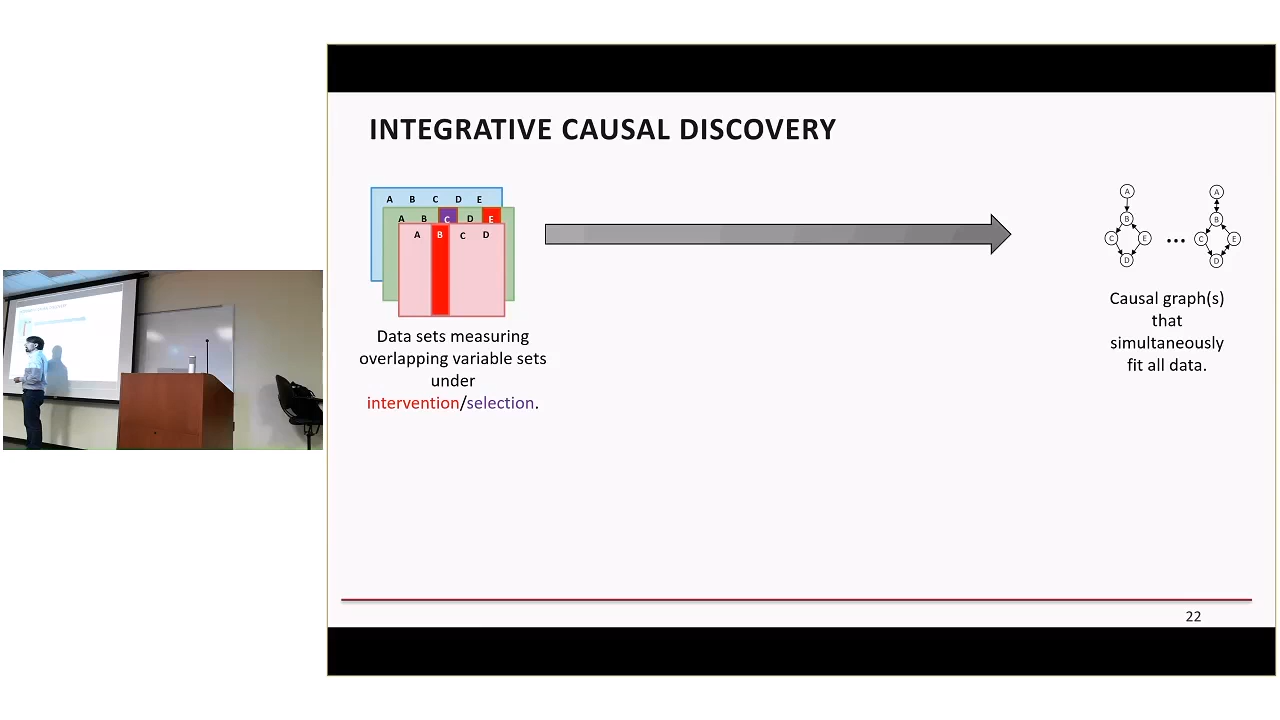 INTEGRATIVE CAUSAL DISCOVERY
A B C D E
A B C D E
A B C D
Data sets measuring
overlapping variable sets
under
intervention/selection.
A
B
C E
D
...
A
B
C E
D
Causal graph(s)
that
simultaneously
fit all data.
22